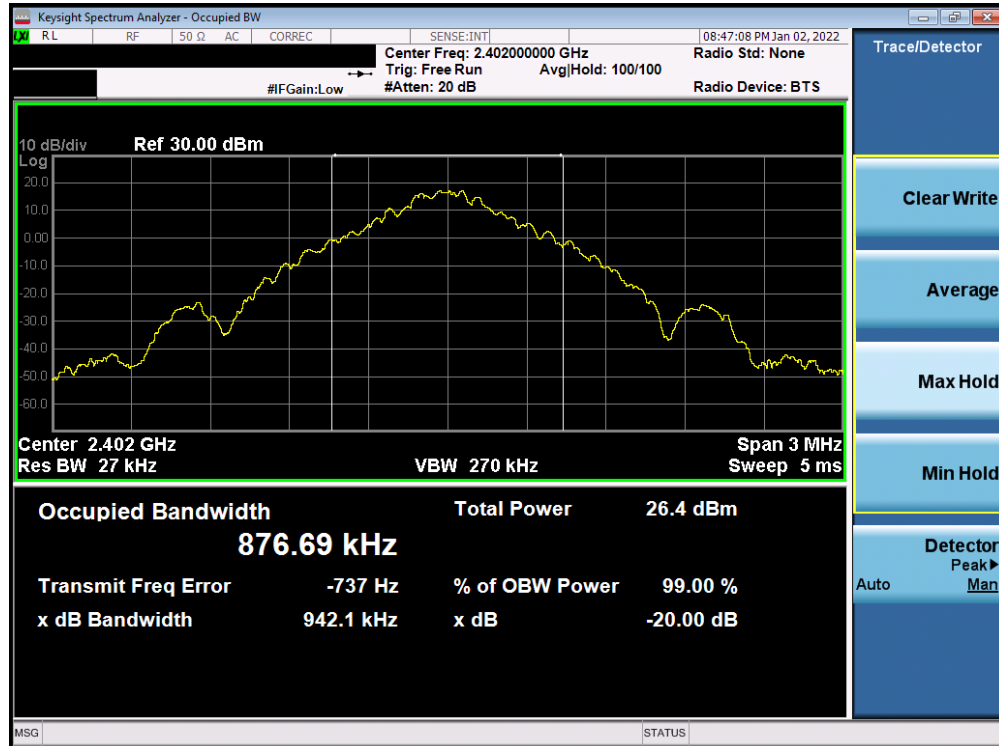 Keysight Spectrum Analyzer - Occupied BW
LXI RL RF 50 Ω AC CORREC SENSE:INT 08:47:08 PM Jan 02, 2022
Center Freq: 2.402000000 GHz Radio Std: None
Trig: Free Run Avg|Hold: 100/100
#IFGain:Low #Atten: 20 dB Radio Device: BTS
10 dB/div Ref 30.00 dBm
Log
20.0
10.0
0.00
-10.0
-20.0
-30.0
-40.0
-50.0
-60.0
Center 2.402 GHz Span 3 MHz
Res BW 27 kHz VBW 270 kHz Sweep 5 ms
Occupied Bandwidth Total Power 26.4 dBm
876.69 kHz
Transmit Freq Error -737 Hz % of OBW Power 99.00 %
x dB Bandwidth 942.1 kHz x dB -20.00 dB
MSG STATUS
Trace/Detector
Clear Write
Average
Max Hold
Min Hold
Detector
Peak▶
Auto Man